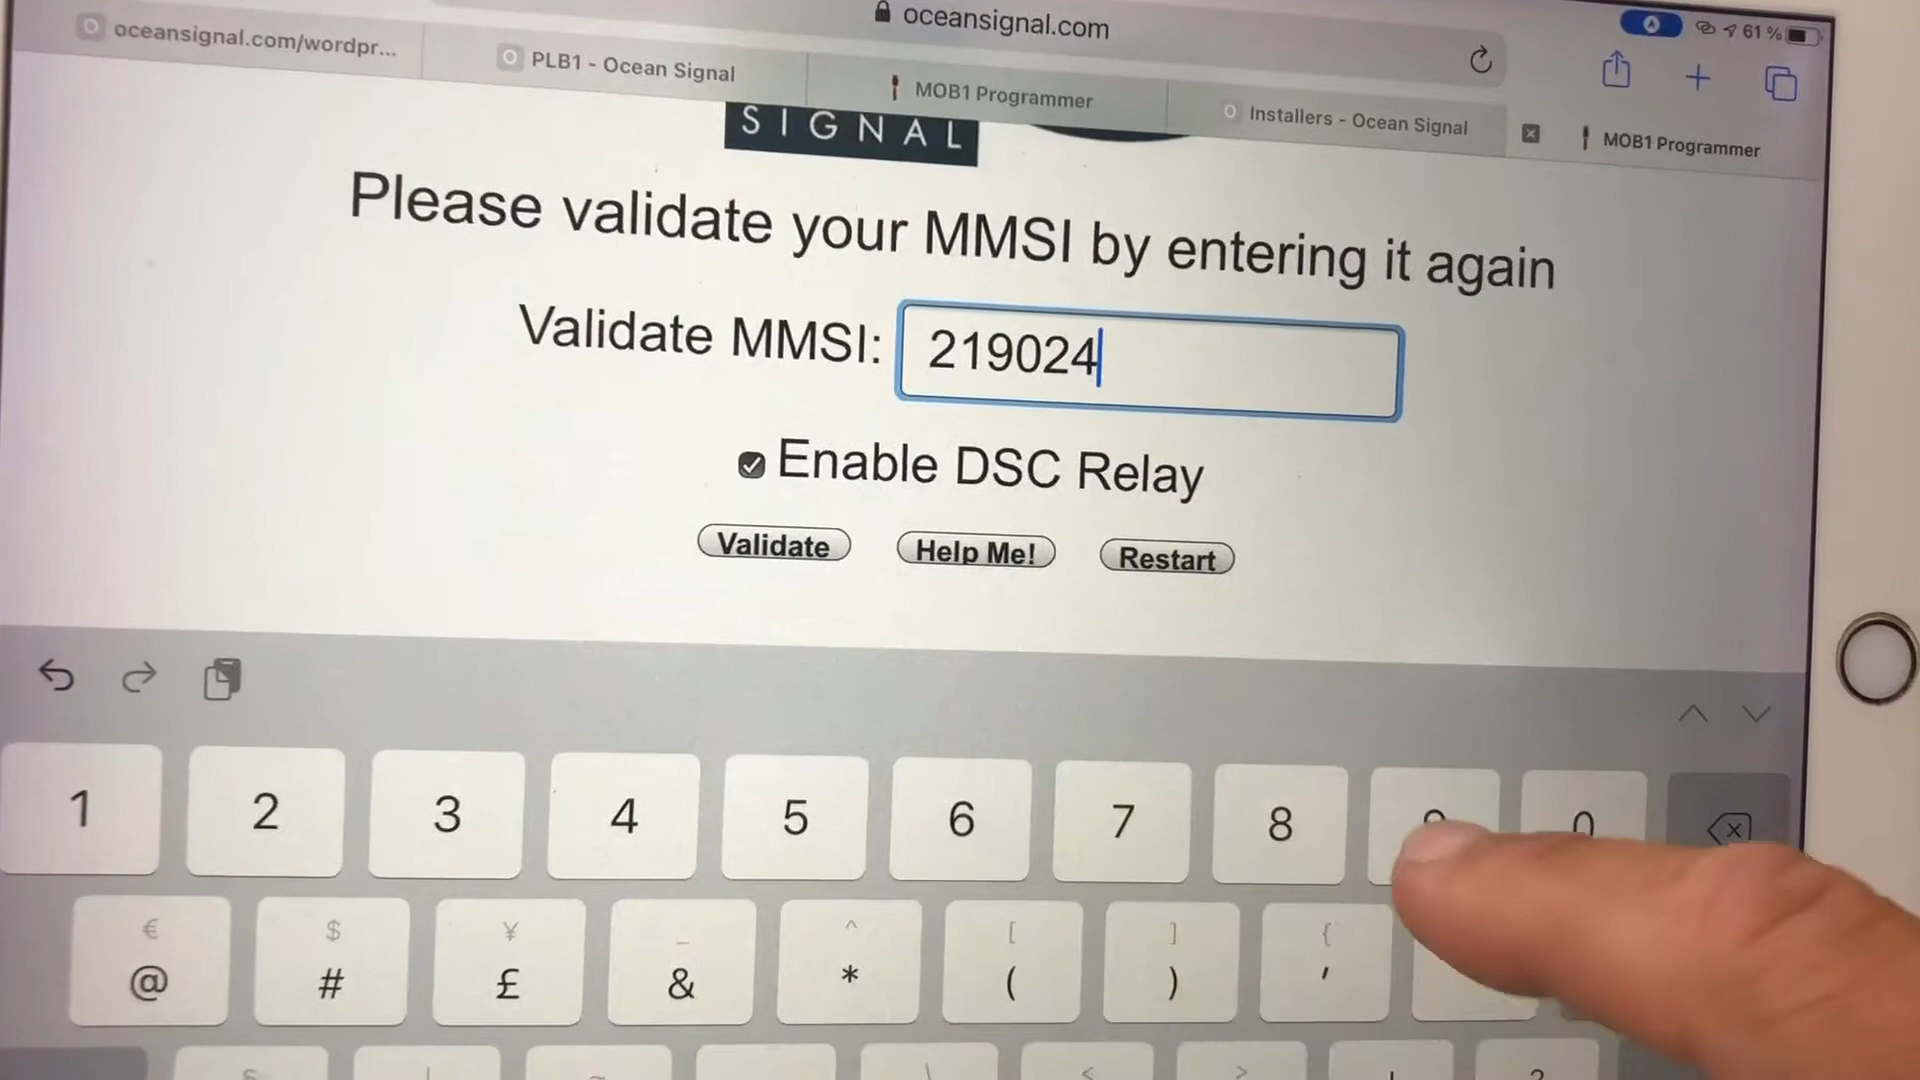 oceansignal.com
61 %
oceansignal.com/wordpr...
PLB1 - Ocean Signal
MOB1 Programmer
Installers - Ocean Signal
MOB1 Programmer
SIGNAL
Please validate your MMSI by entering it again
Validate MMSI: 219024
Enable DSC Relay
Validate Help Me! Restart
1 2 3 4 5 6 7 8 9 0
€ $ ¥ _ ^ [ ] {
@ # £ & * ( ) '